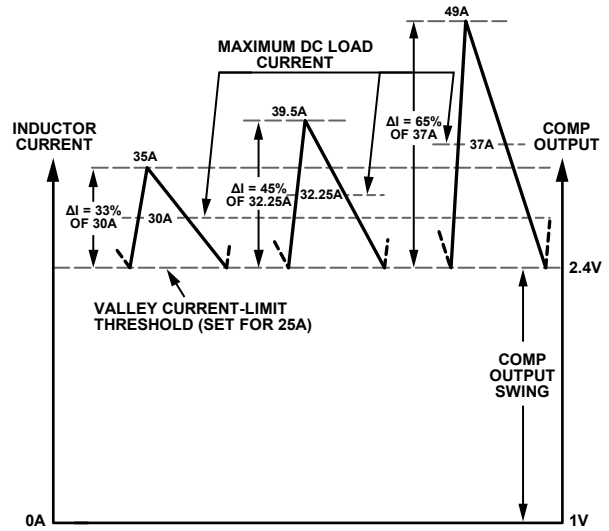 49A
MAXIMUM DC LOAD
CURRENT
39.5A
ΔI = 65%
OF 37A
INDUCTOR
CURRENT
COMP
OUTPUT
35A
37A
ΔI = 45%
OF 32.25A
32.25A
ΔI = 33%
OF 30A
30A
2.4V
VALLEY CURRENT-LIMIT
THRESHOLD (SET FOR 25A)
COMP
OUTPUT
SWING
0A
1V